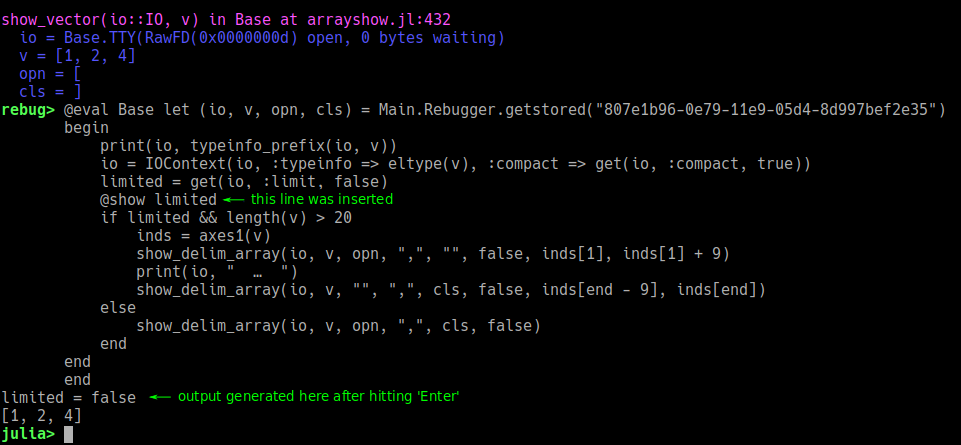 show_vector(io::IO, v) in Base at arrayshow.jl:432
  io = Base.TTY(RawFD(0x0000000d) open, 0 bytes waiting)
  v = [1, 2, 4]
  opn = [
  cls = ]
rebug> @eval Base let (io, v, opn, cls) = Main.Rebugger.getstored("807e1b96-0e79-11e9-05d4-8d997bef2e35")
       begin
           print(io, typeinfo_prefix(io, v))
           io = IOContext(io, :typeinfo => eltype(v), :compact => get(io, :compact, true))
           limited = get(io, :limit, false)
           @show limited ⟵ this line was inserted
           if limited && length(v) > 20
               inds = axes1(v)
               show_delim_array(io, v, opn, ",", "", false, inds[1], inds[1] + 9)
               print(io, "  …  ")
               show_delim_array(io, v, "", ",", cls, false, inds[end - 9], inds[end])
           else
               show_delim_array(io, v, opn, ",", cls, false)
           end
       end
       end
limited = false ⟵ output generated here after hitting 'Enter'
[1, 2, 4]
julia>